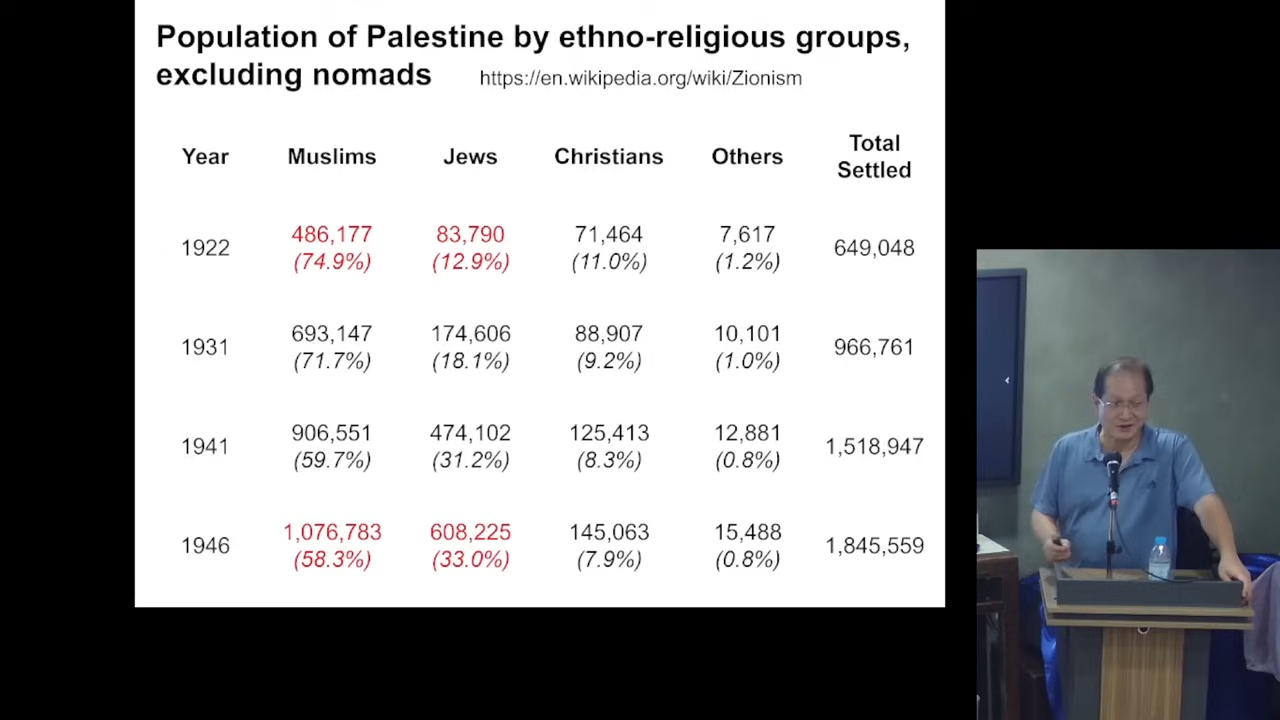 Population of Palestine by ethno-religious groups,
excluding nomads https://en.wikipedia.org/wiki/Zionism
Year Muslims Jews Christians Others Total Settled
1922 486,177 (74.9%) 83,790 (12.9%) 71,464 (11.0%) 7,617 (1.2%) 649,048
1931 693,147 (71.7%) 174,606 (18.1%) 88,907 (9.2%) 10,101 (1.0%) 966,761
1941 906,551 (59.7%) 474,102 (31.2%) 125,413 (8.3%) 12,881 (0.8%) 1,518,947
1946 1,076,783 (58.3%) 608,225 (33.0%) 145,063 (7.9%) 15,488 (0.8%) 1,845,559